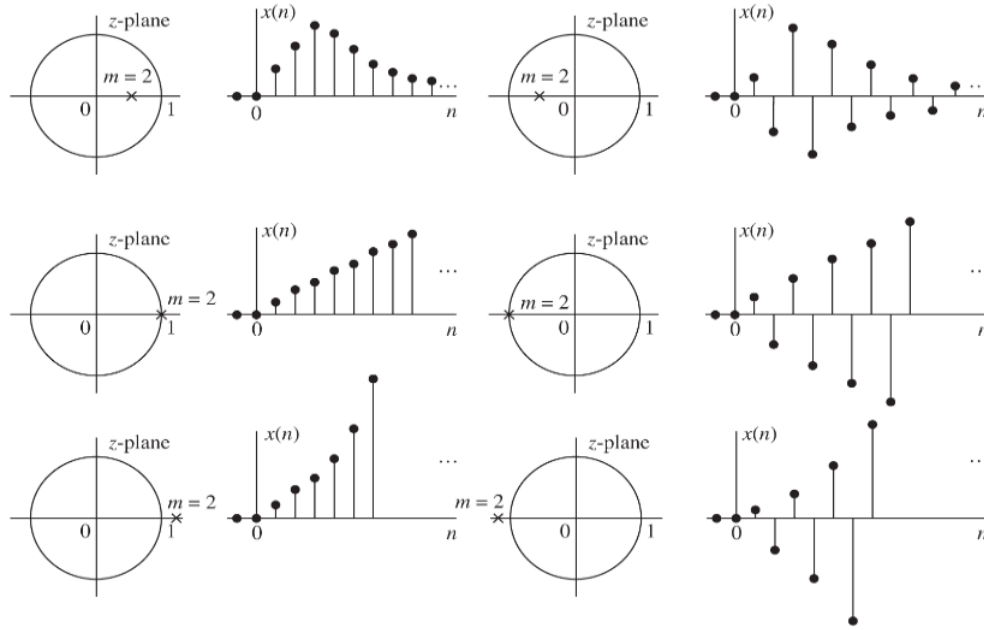 z-plane
x(n)
m = 2
0
1
0
n
...
z-plane
x(n)
m = 2
0
1
0
n
...
z-plane
x(n)
m = 2
0
1
0
n
...
z-plane
x(n)
m = 2
0
1
0
n
...
z-plane
x(n)
m = 2
0
1
0
n
...
z-plane
x(n)
m = 2
0
1
0
n
...